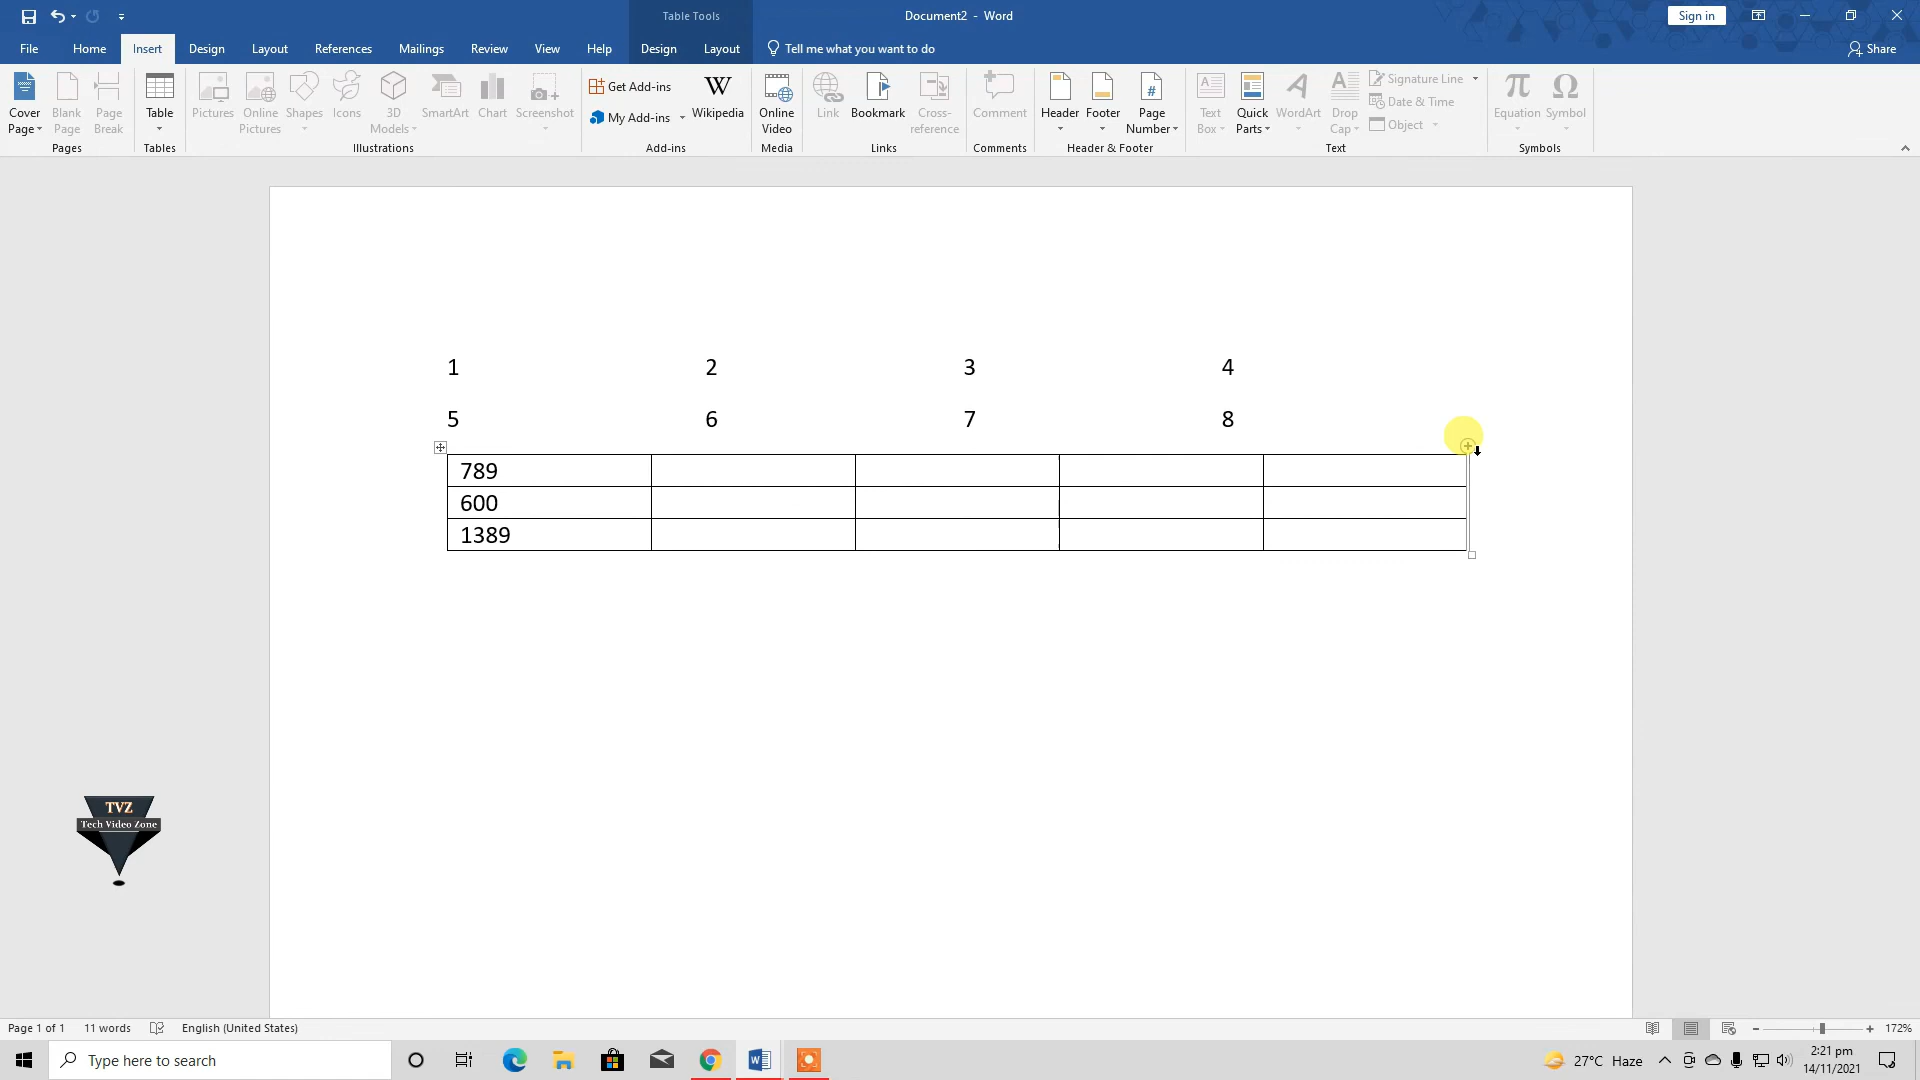 Table Tools
Document2 - Word
Sign in
File Home Insert Design Layout References Mailings Review View Help Design Layout Tell me what you want to do Share
Cover Page
Blank Page
Page Break
Table
Pictures
Online Pictures
Shapes
Icons
3D Models
SmartArt
Chart
Screenshot
Get Add-ins
My Add-ins
W
Wikipedia
Online Video
Link
Bookmark
Cross-reference
Comment
Header
Footer
#
Page Number
A
Text Box
Quick Parts
A
WordArt
A
Drop Cap
Signature Line
Date & Time
Object
π
Equation
Ω
Symbol
Pages Tables Illustrations Add-ins Media Links Comments Header & Footer Text Symbols
1 2 3 4
5 6 7 8
789
600
1389
TVZ
Tech Video Zone
Page 1 of 1 11 words English (United States) 172%
Type here to search
W
27°C Haze
2:21 pm
14/11/2021